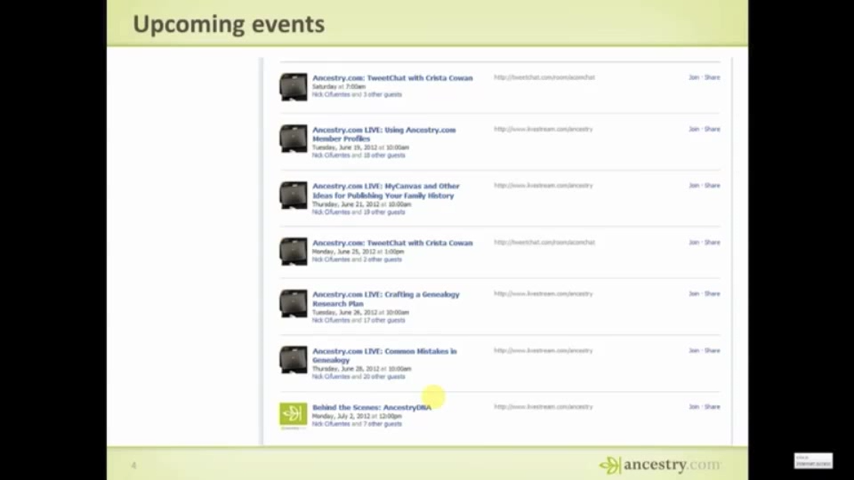 Upcoming events
Ancestry.com: TweetChat with Crista Cowan
http://tweetchat.com/room/acomchat
Join · Share
Saturday at 7:00am
Nick Cifuentes and 3 other guests
Ancestry.com LIVE: Using Ancestry.com
http://www.livestream.com/ancestry
Join · Share
Member Profiles
Tuesday, June 19, 2012 at 10:00am
Nick Cifuentes and 18 other guests
Ancestry.com LIVE: MyCanvas and Other
http://www.livestream.com/ancestry
Join · Share
Ideas for Publishing Your Family History
Thursday, June 21, 2012 at 10:00am
Nick Cifuentes and 19 other guests
Ancestry.com: TweetChat with Crista Cowan
http://tweetchat.com/room/acomchat
Join · Share
Monday, June 25, 2012 at 1:00pm
Nick Cifuentes and 2 other guests
Ancestry.com LIVE: Crafting a Genealogy
http://www.livestream.com/ancestry
Join · Share
Research Plan
Tuesday, June 26, 2012 at 10:00am
Nick Cifuentes and 17 other guests
Ancestry.com LIVE: Common Mistakes in
http://www.livestream.com/ancestry
Join · Share
Genealogy
Thursday, June 28, 2012 at 10:00am
Nick Cifuentes and 20 other guests
Behind the Scenes: AncestryDNA
http://www.livestream.com/ancestry
Join · Share
Monday, July 2, 2012 at 12:00pm
Nick Cifuentes and 7 other guests
4
ancestry.com